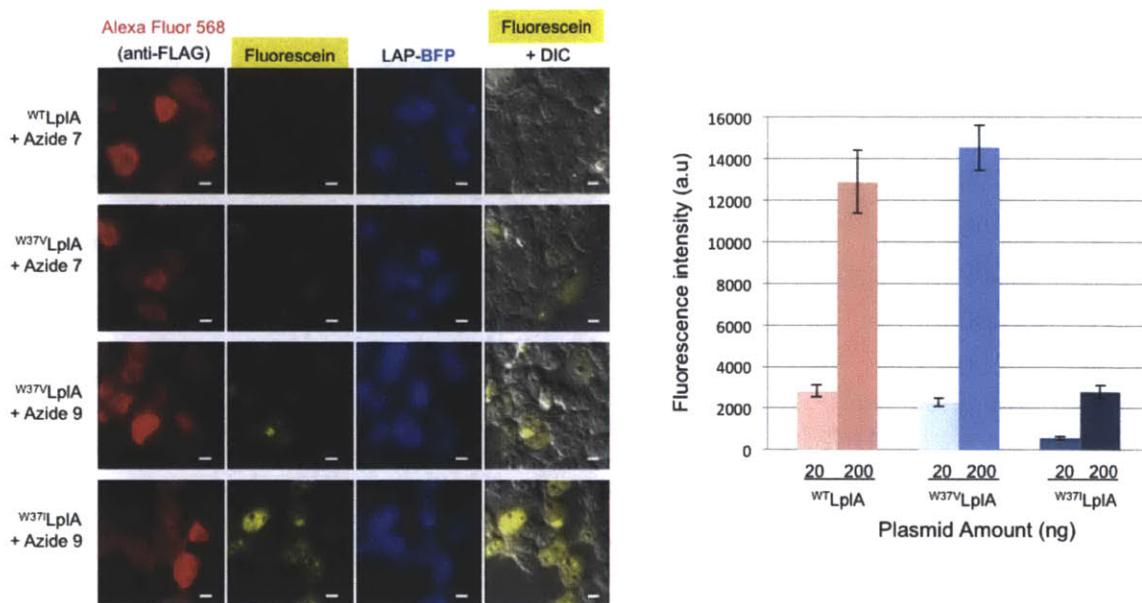 Alexa Fluor 568
(anti-FLAG)
Fluorescein
LAP-BFP
Fluorescein
+ DIC
WTLplA
+ Azide 7
W37VLplA
+ Azide 7
W37VLplA
+ Azide 9
W37ILplA
+ Azide 9
Fluorescence intensity (a.u)
16000
14000
12000
10000
8000
6000
4000
2000
0
20 200 20 200 20 200
WTLplA W37VLplA W37ILplA
Plasmid Amount (ng)